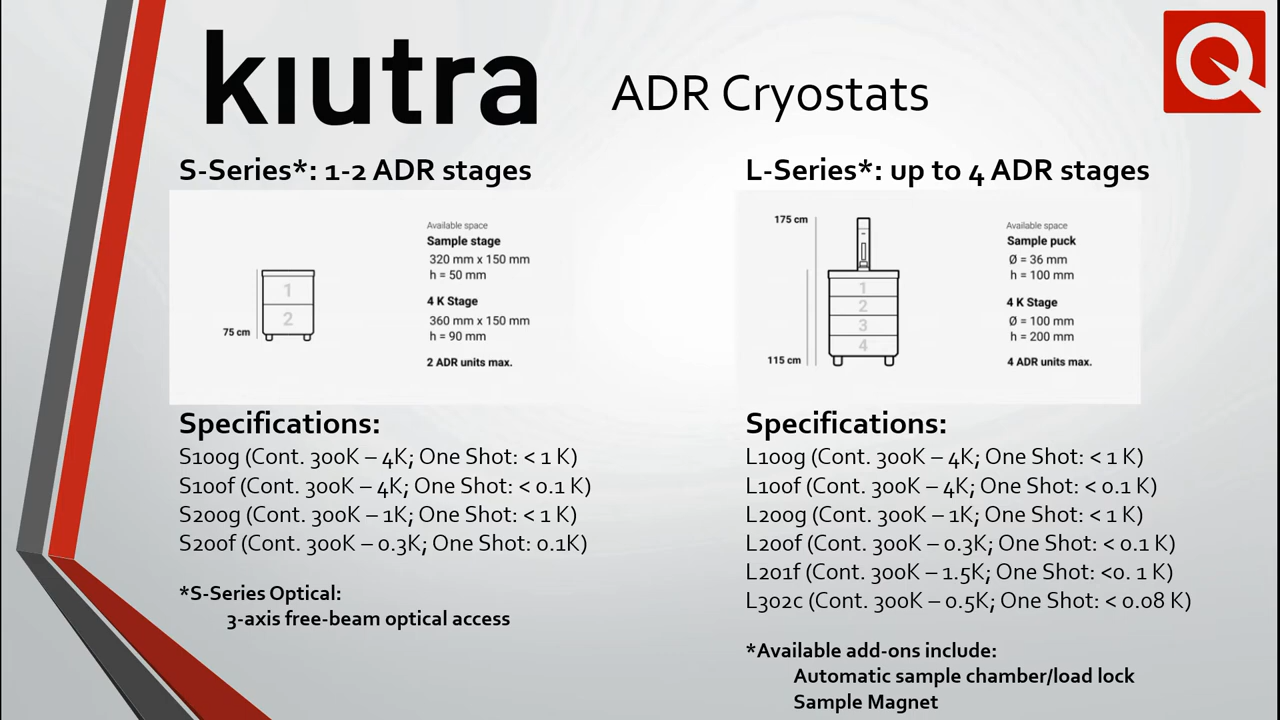 kıutra
ADR Cryostats
Q
S-Series*: 1-2 ADR stages
75 cm
1
2
Available space
Sample stage
320 mm x 150 mm
h = 50 mm
4 K Stage
360 mm x 150 mm
h = 90 mm
2 ADR units max.
Specifications:
S100g (Cont. 300K – 4K; One Shot: < 1 K)
S100f (Cont. 300K – 4K; One Shot: < 0.1 K)
S200g (Cont. 300K – 1K; One Shot: < 1 K)
S200f (Cont. 300K – 0.3K; One Shot: 0.1K)
*S-Series Optical:
3-axis free-beam optical access
L-Series*: up to 4 ADR stages
175 cm
115 cm
1
2
3
4
Available space
Sample puck
Ø = 36 mm
h = 100 mm
4 K Stage
Ø = 100 mm
h = 200 mm
4 ADR units max.
Specifications:
L100g (Cont. 300K – 4K; One Shot: < 1 K)
L100f (Cont. 300K – 4K; One Shot: < 0.1 K)
L200g (Cont. 300K – 1K; One Shot: < 1 K)
L200f (Cont. 300K – 0.3K; One Shot: < 0.1 K)
L201f (Cont. 300K – 1.5K; One Shot: <0. 1 K)
L302c (Cont. 300K – 0.5K; One Shot: < 0.08 K)
*Available add-ons include:
Automatic sample chamber/load lock
Sample Magnet